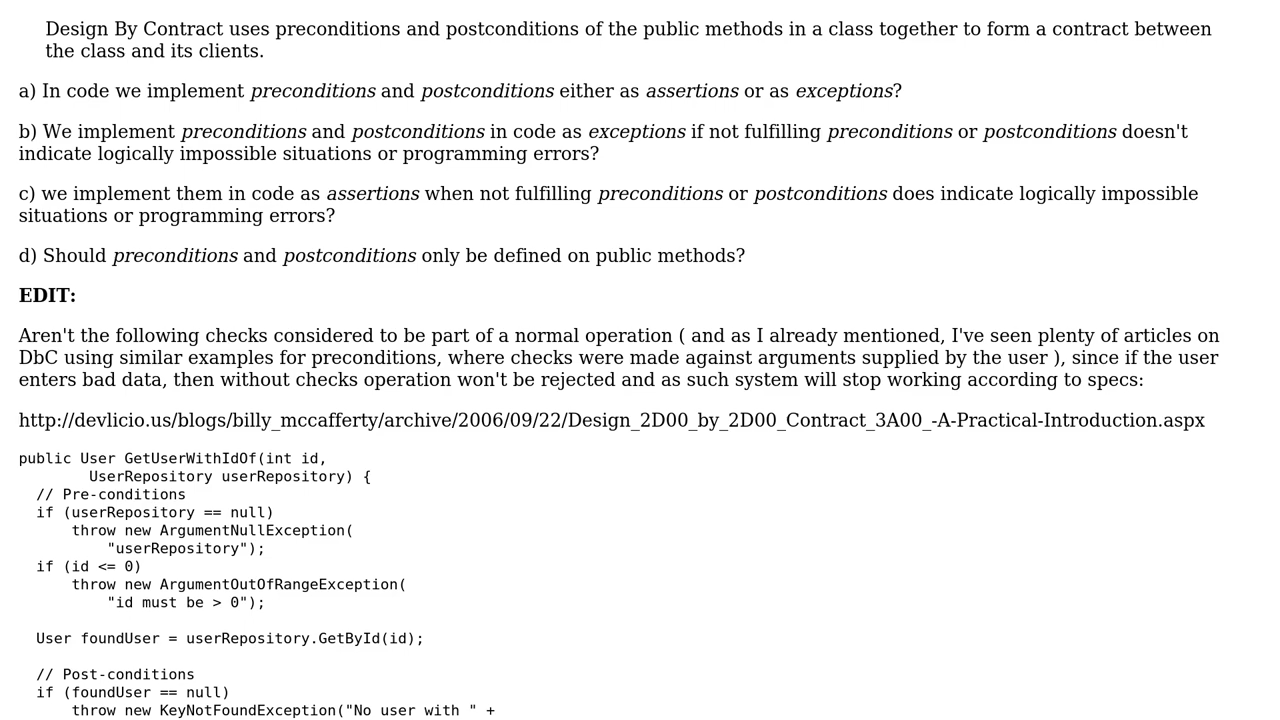 Design By Contract uses preconditions and postconditions of the public methods in a class together to form a contract between
the class and its clients.
a) In code we implement preconditions and postconditions either as assertions or as exceptions?
b) We implement preconditions and postconditions in code as exceptions if not fulfilling preconditions or postconditions doesn't
indicate logically impossible situations or programming errors?
c) we implement them in code as assertions when not fulfilling preconditions or postconditions does indicate logically impossible
situations or programming errors?
d) Should preconditions and postconditions only be defined on public methods?
EDIT:
Aren't the following checks considered to be part of a normal operation ( and as I already mentioned, I've seen plenty of articles on
DbC using similar examples for preconditions, where checks were made against arguments supplied by the user ), since if the user
enters bad data, then without checks operation won't be rejected and as such system will stop working according to specs:
http://devlicio.us/blogs/billy_mccafferty/archive/2006/09/22/Design_2D00_by_2D00_Contract_3A00_-A-Practical-Introduction.aspx
public User GetUserWithIdOf(int id,
        UserRepository userRepository) {
  // Pre-conditions
  if (userRepository == null)
      throw new ArgumentNullException(
          "userRepository");
  if (id <= 0)
      throw new ArgumentOutOfRangeException(
          "id must be > 0");
  User foundUser = userRepository.GetById(id);
  // Post-conditions
  if (foundUser == null)
      throw new KeyNotFoundException("No user with " +